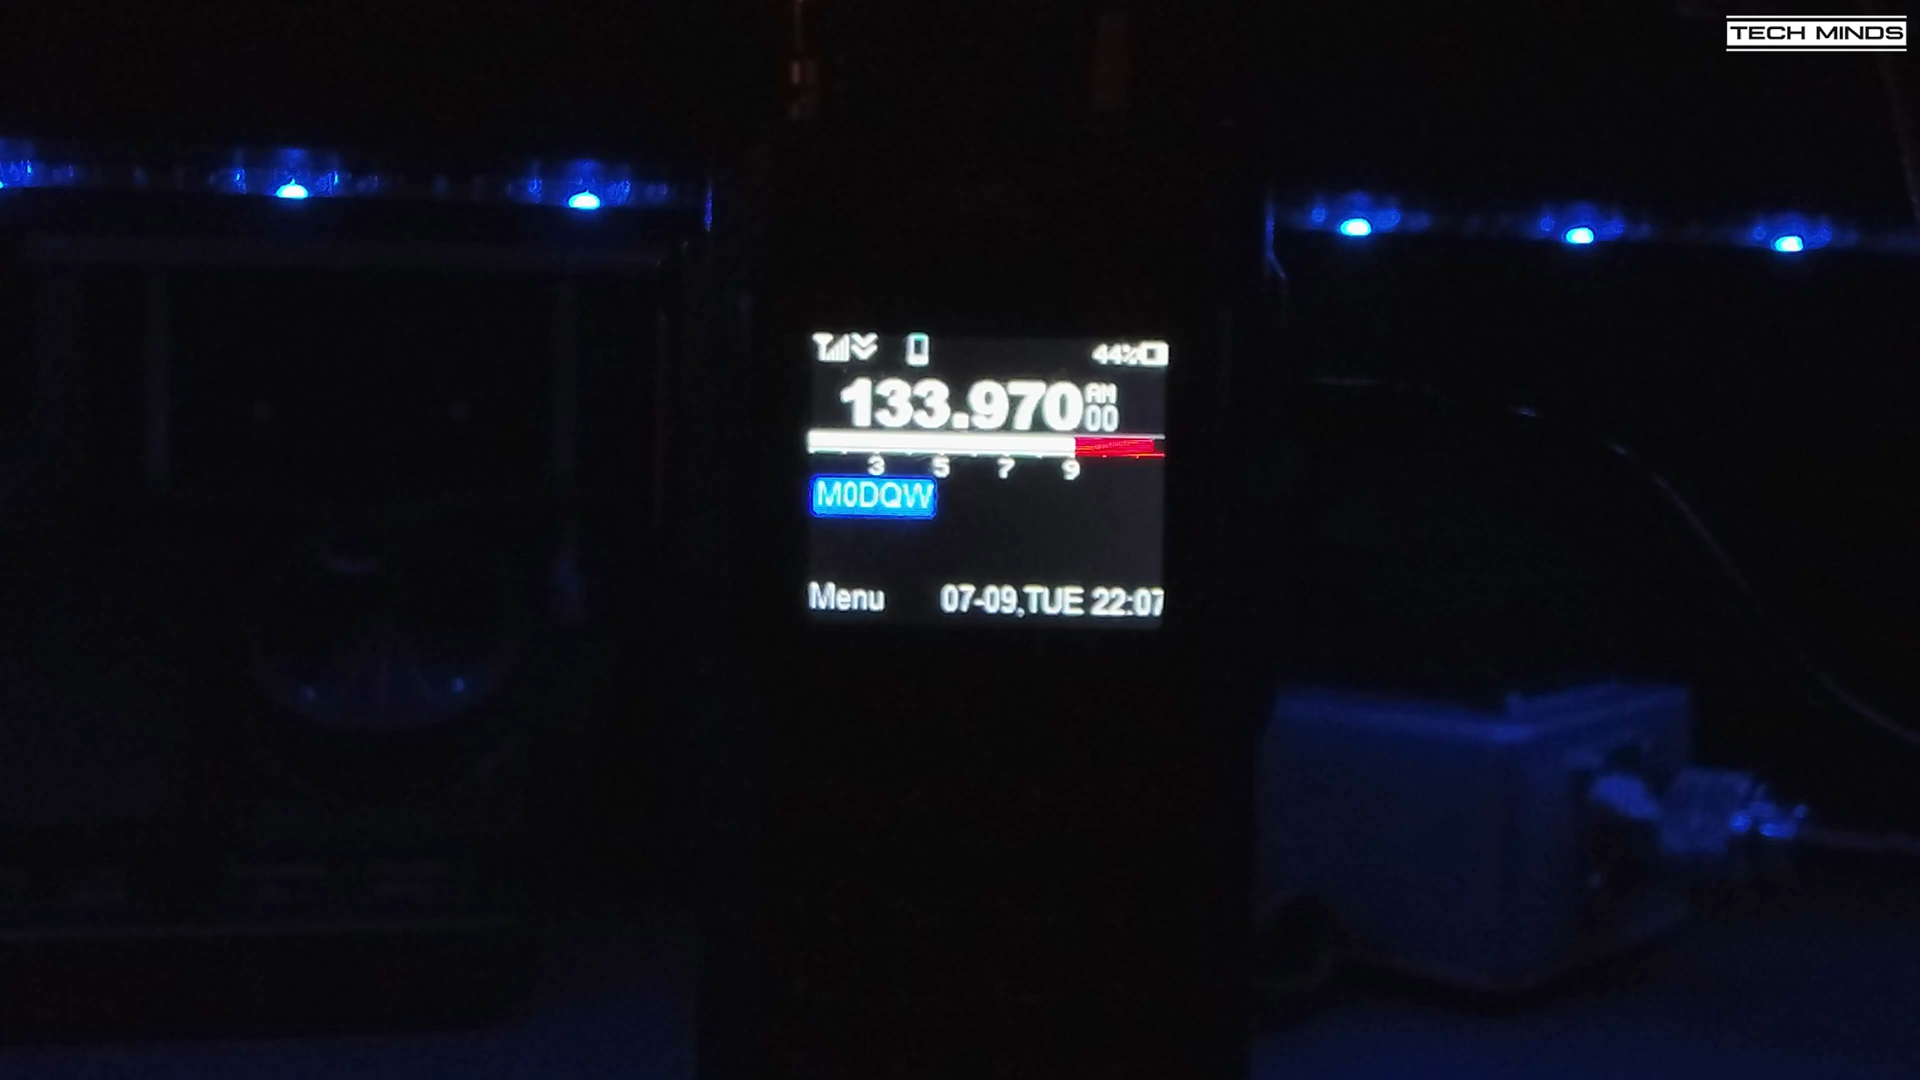 TECH MINDS
44%
133.970 AM
00
3 5 7 9
M0DQW
Menu 07-09,TUE 22:07